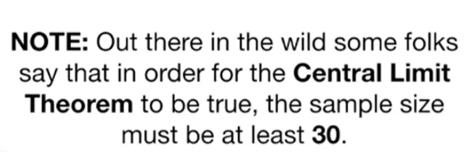 NOTE: Out there in the wild some folks
say that in order for the Central Limit
Theorem to be true, the sample size
must be at least 30.